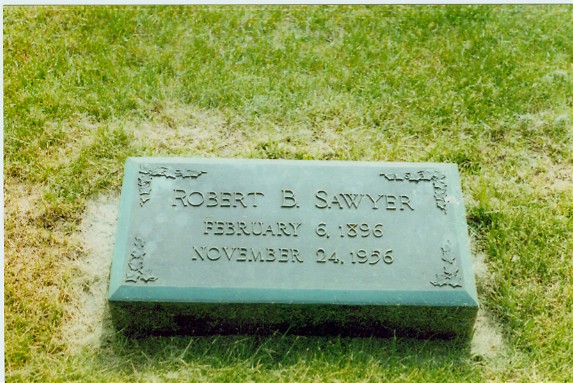 ROBERT B. SAWYER
FEBRUARY 6, 1896
NOVEMBER 24, 1956